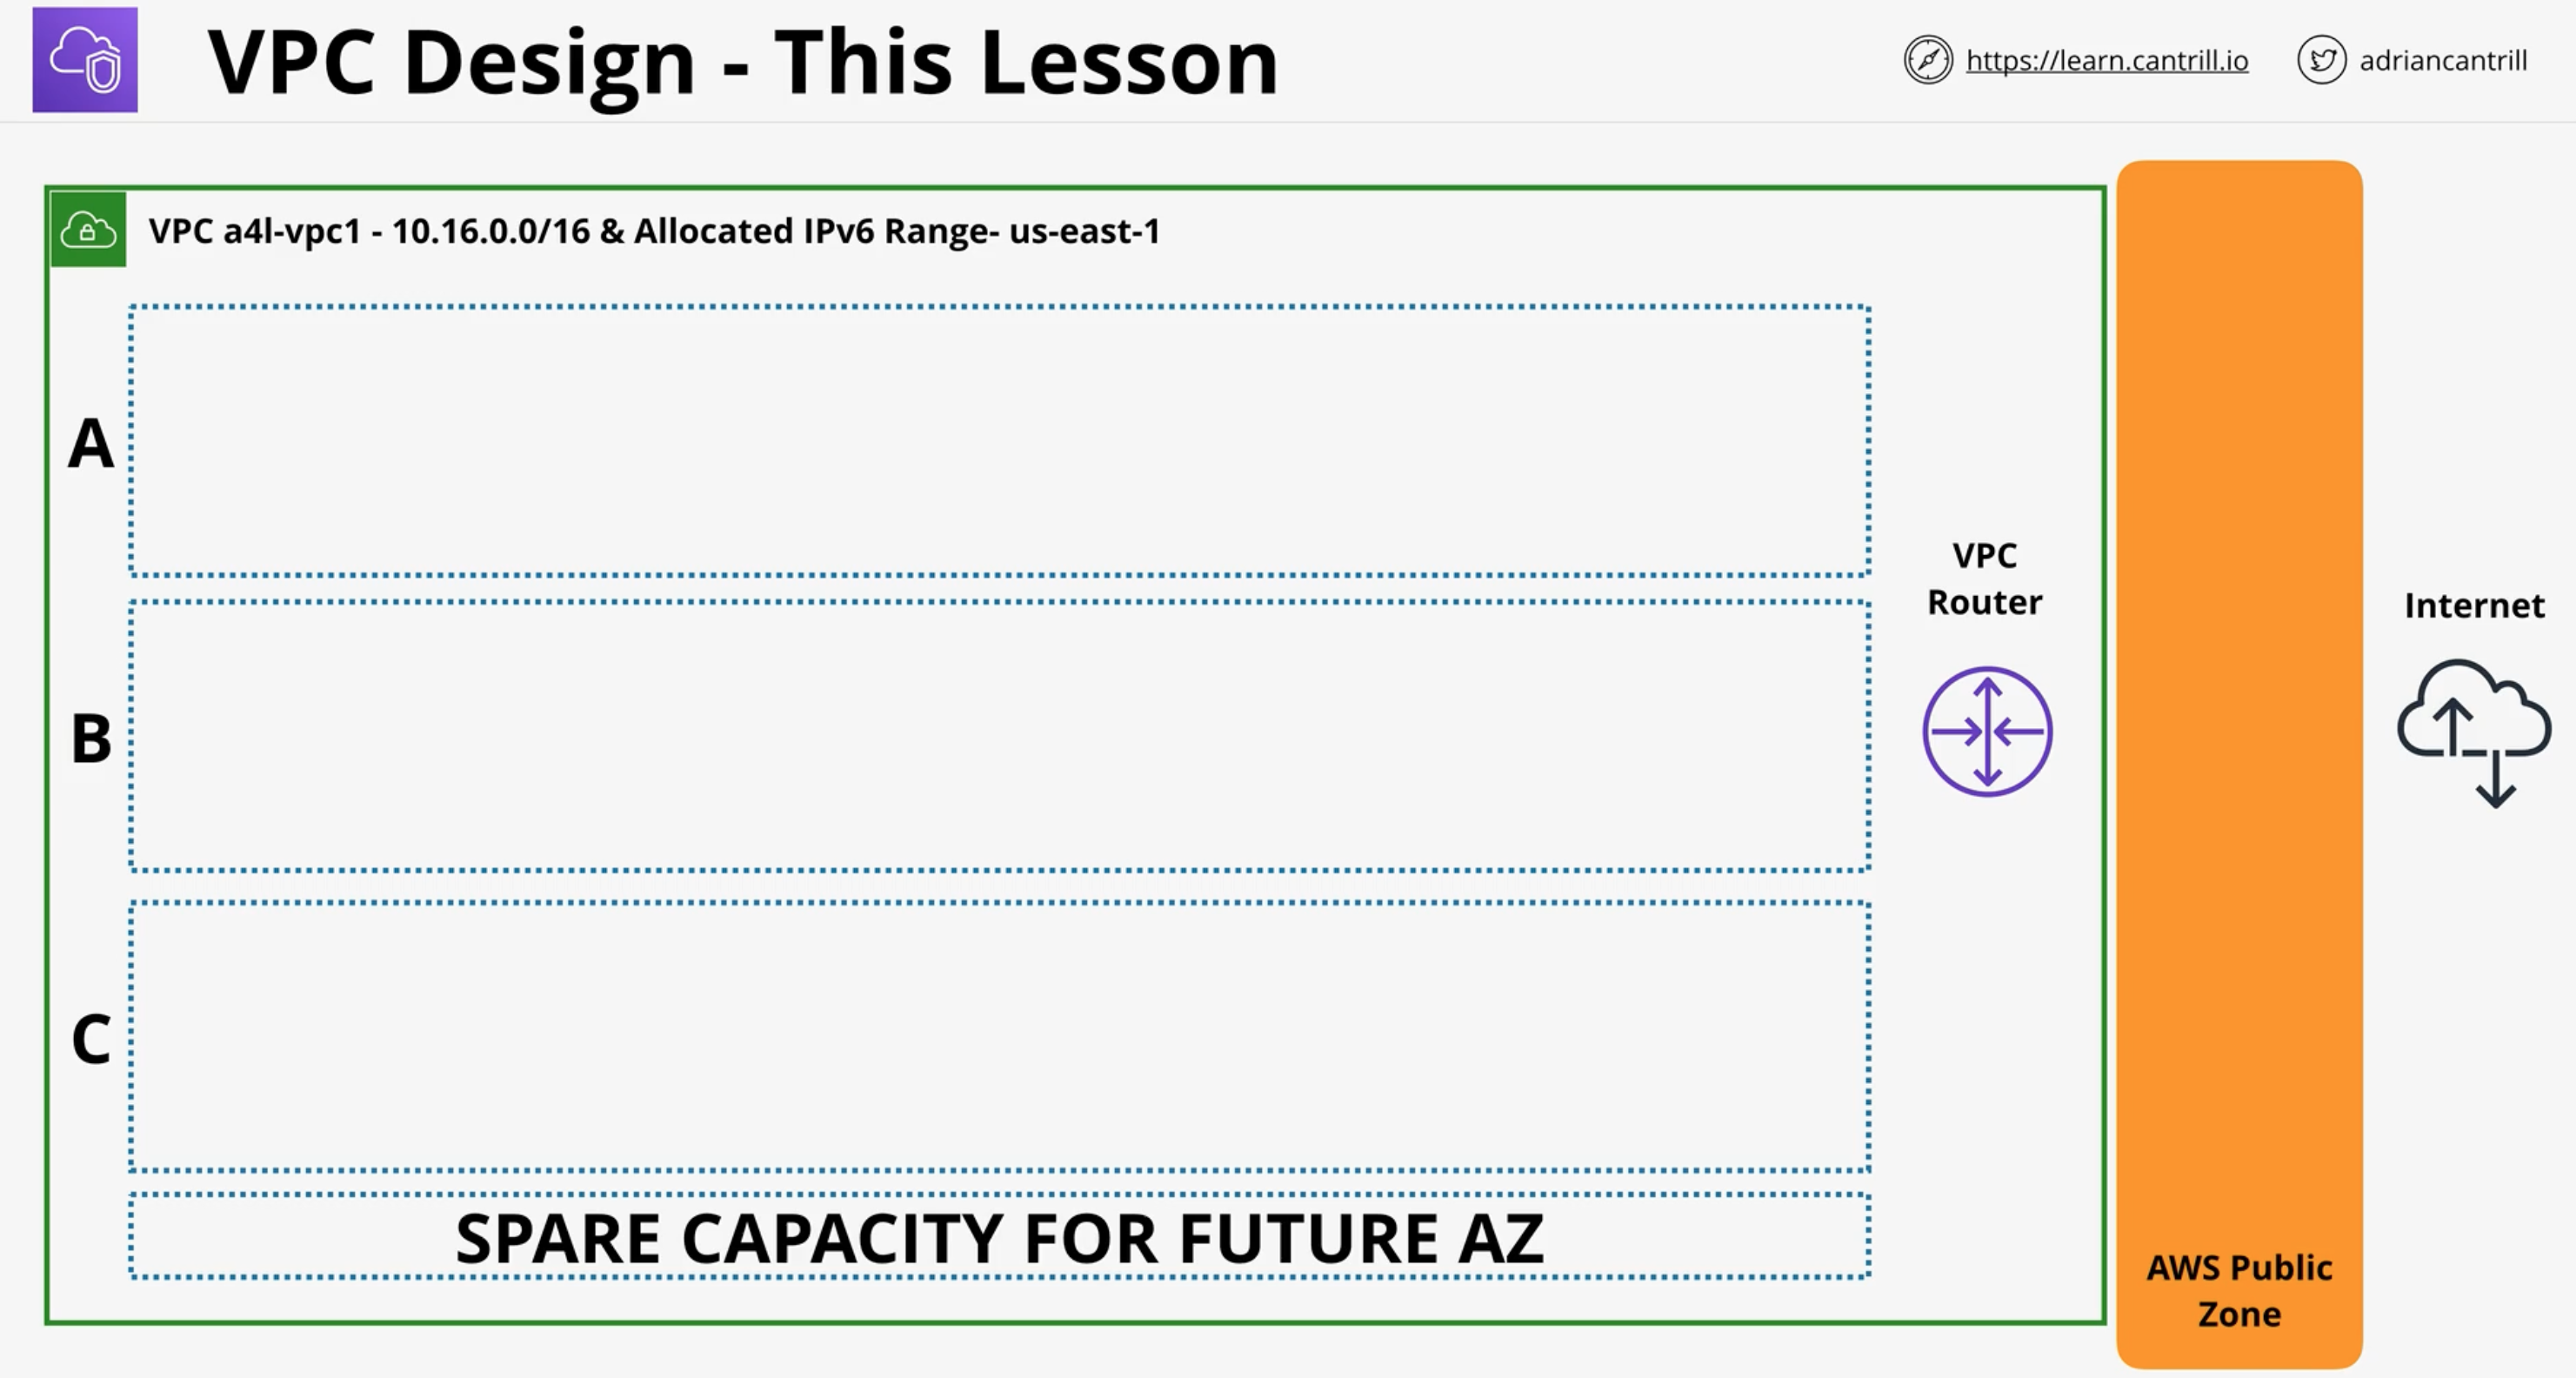 VPC Design - This Lesson
https://learn.cantrill.io
adriancantrill
VPC a4l-vpc1 - 10.16.0.0/16 & Allocated IPv6 Range- us-east-1
A
B
C
VPC
Router
Internet
SPARE CAPACITY FOR FUTURE AZ
AWS Public
Zone